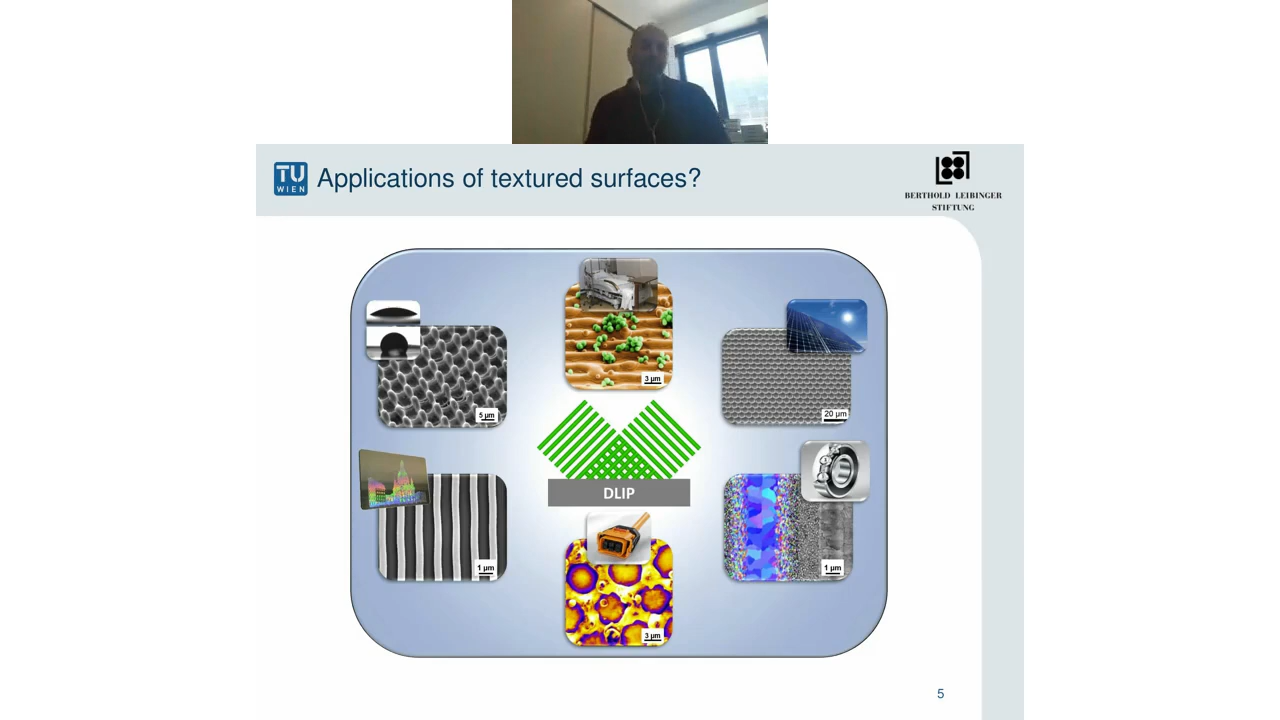 TU
WIEN
Applications of textured surfaces?
BERTHOLD LEIBINGER
STIFTUNG
3 µm
5 µm
20 µm
DLIP
1 µm
1 µm
3 µm
5